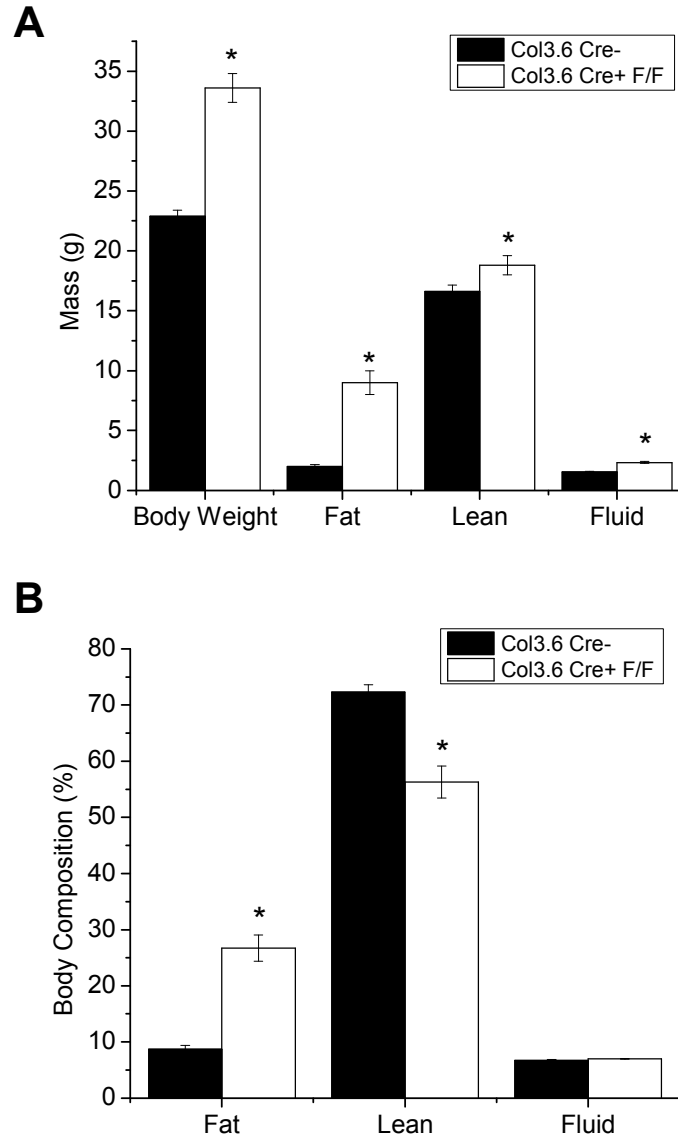 A
*
Col3.6 Cre-
Col3.6 Cre+ F/F
35
30
25
20
15
10
5
0
Mass (g)
*
*
*
Body Weight Fat Lean Fluid
B
Col3.6 Cre-
Col3.6 Cre+ F/F
80
70
60
50
40
30
20
10
0
Body Composition (%)
*
*
Fat Lean Fluid